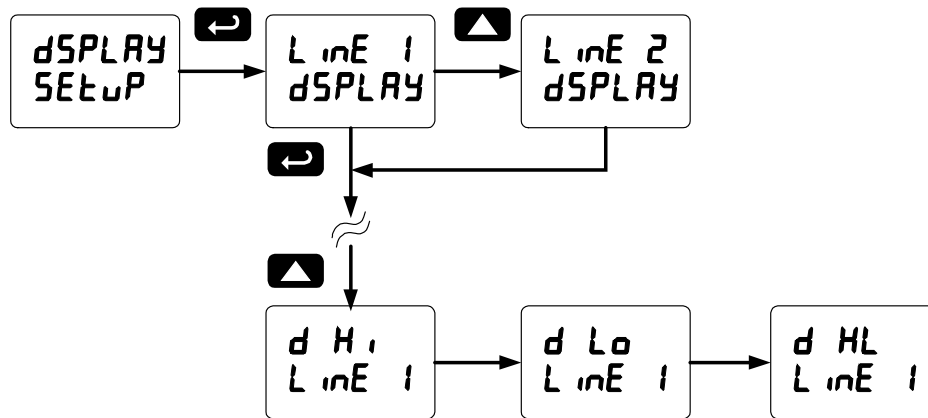 dSPLAY
SEtuP
LinE 1
dSPLAY
LinE 2
dSPLAY
d Hi
LinE 1
d Lo
LinE 1
d HL
LinE 1